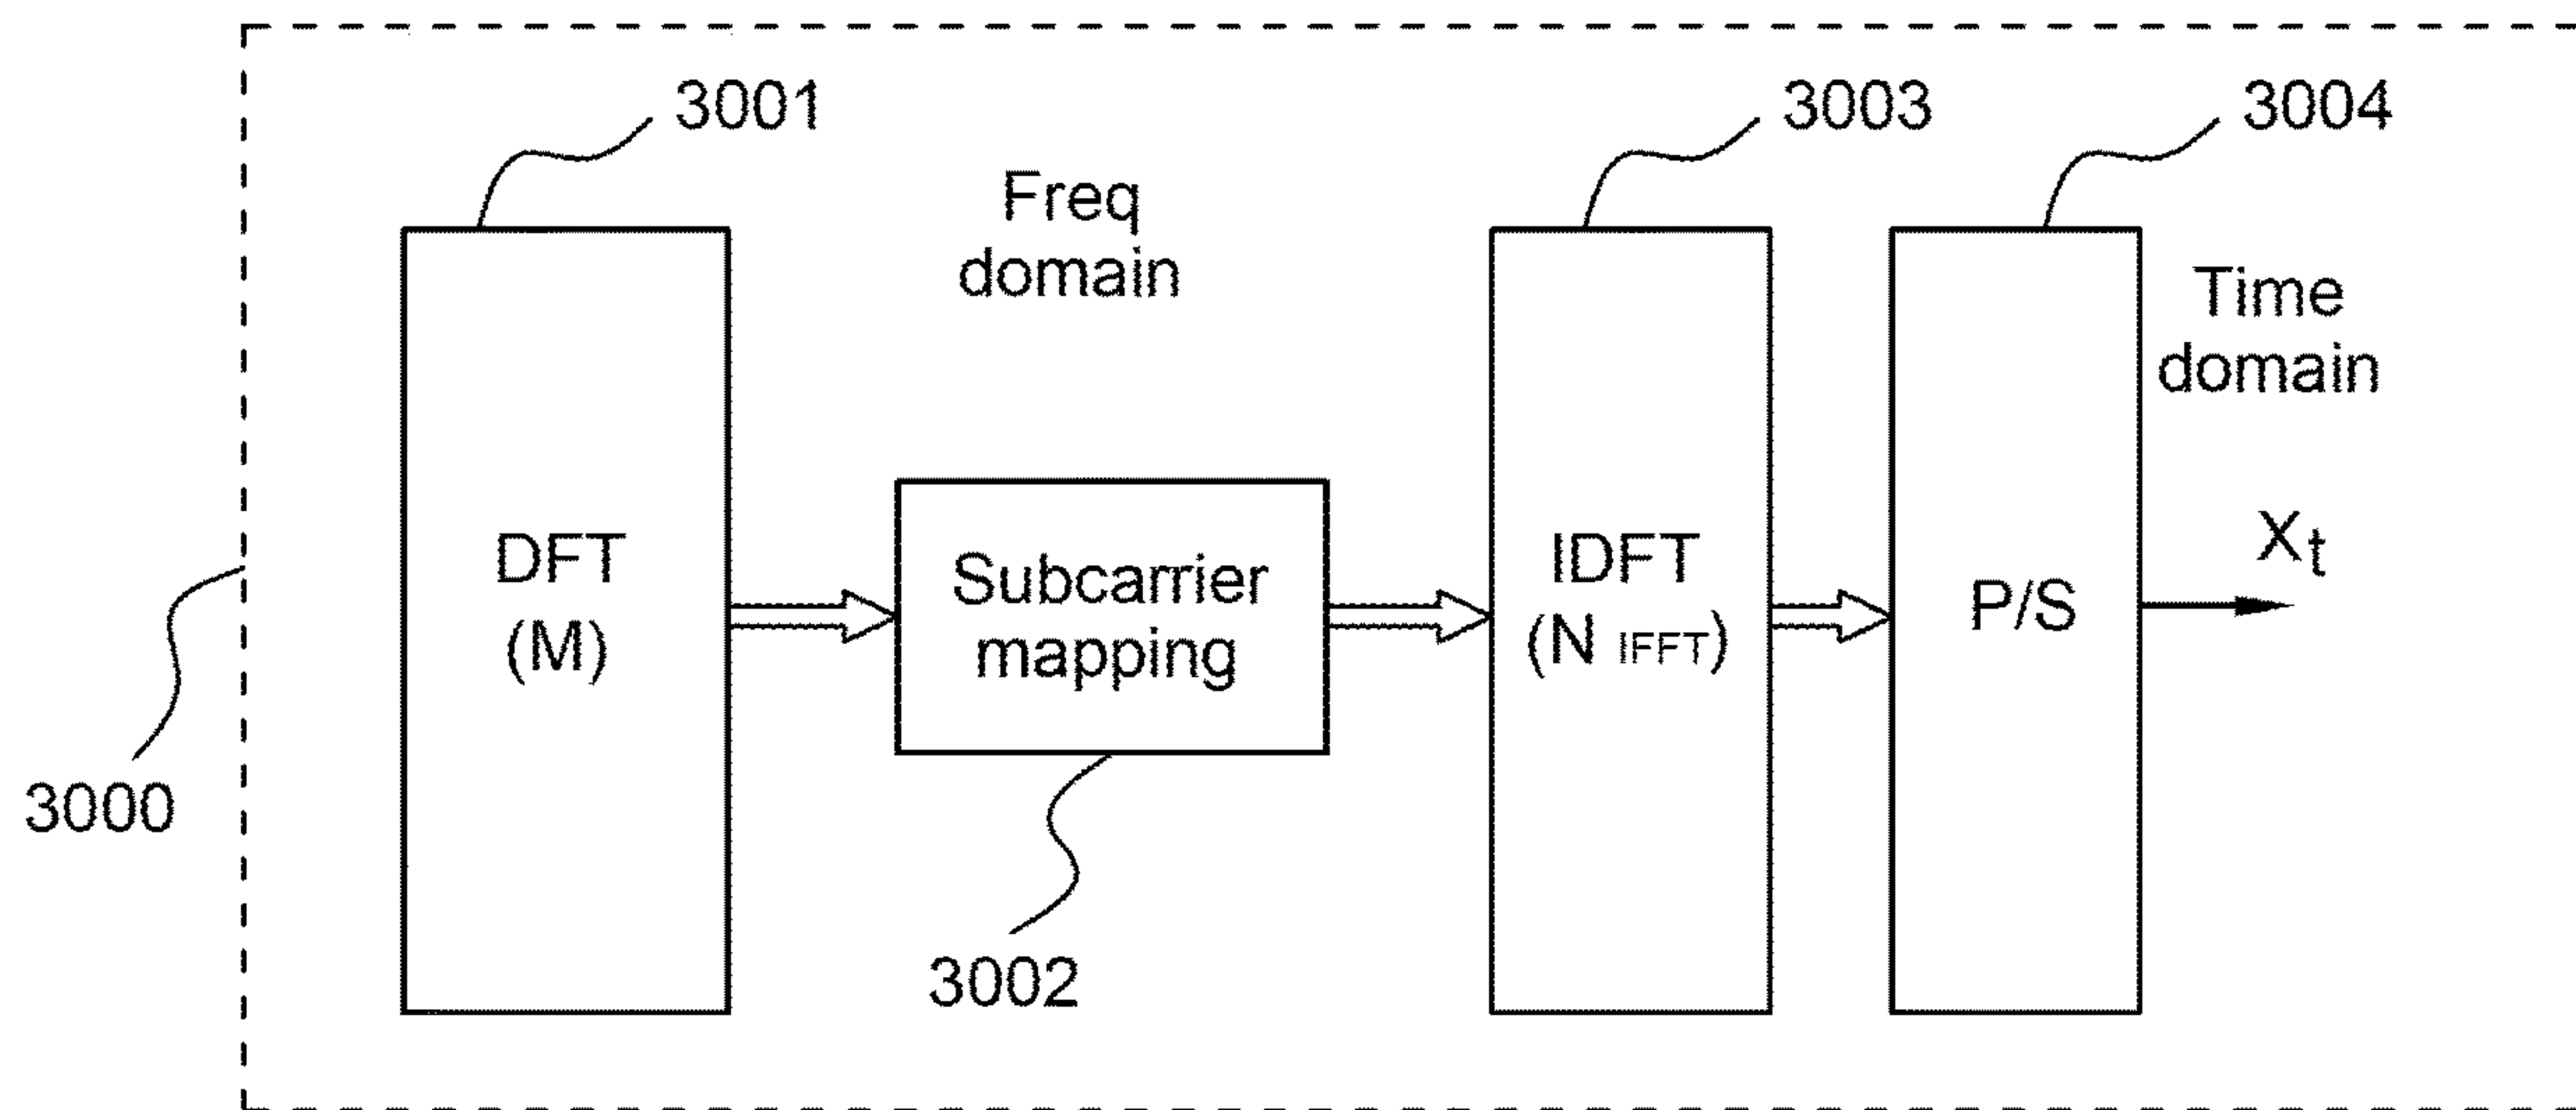 3001
3003
3004
Freq
domain
Time
domain
DFT
(M)
Subcarrier
mapping
IDFT
(N IFFT)
P/S
Xt
3000
3002